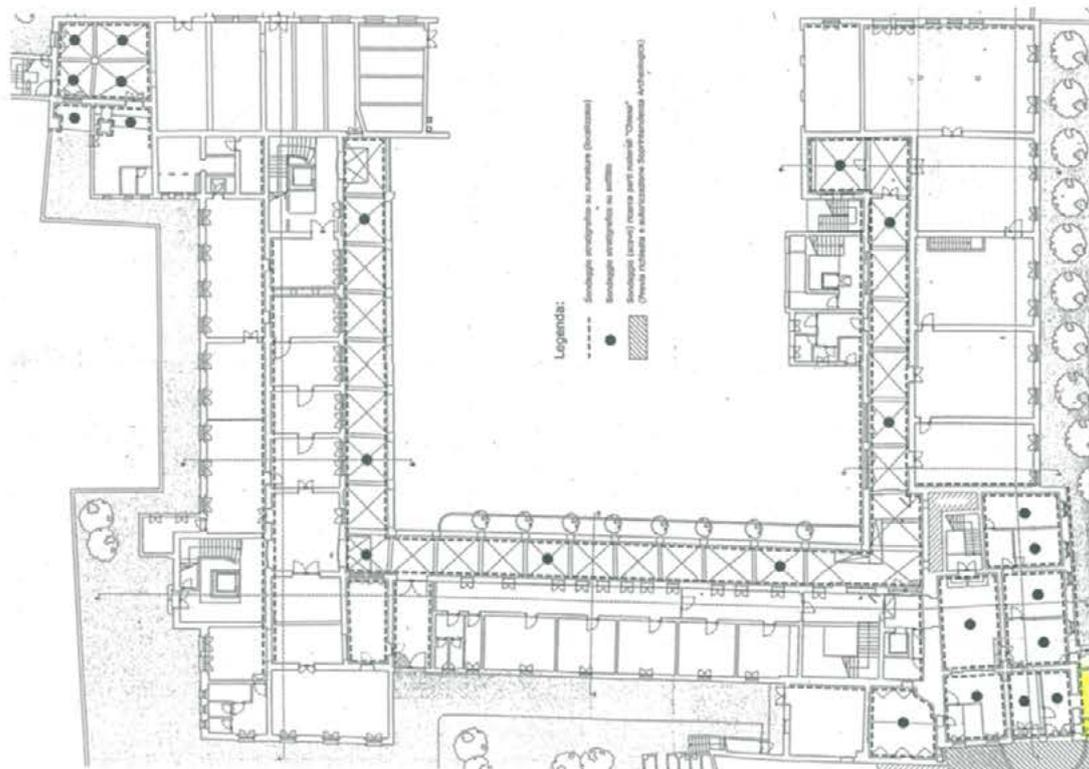 Legenda:
Sondaggio stratigrafico su murature (localizzato)
Sondaggio stratigrafico su soffitto
Sondaggio (scavo) ricerca parti materiali "Chiesa"
(Previa richiesta e autorizzazione Soprintendenza Archeologica)